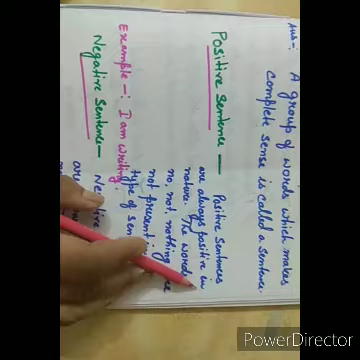 Ans-: A group of words which makes
complete sense is called a sentence.
Positive Sentence - Positive Sentences
are always positive in
nature. The words
no, not, nothing
not present in
type of
Example -: I am writing.
Negative Sentence-
are
PowerDirector